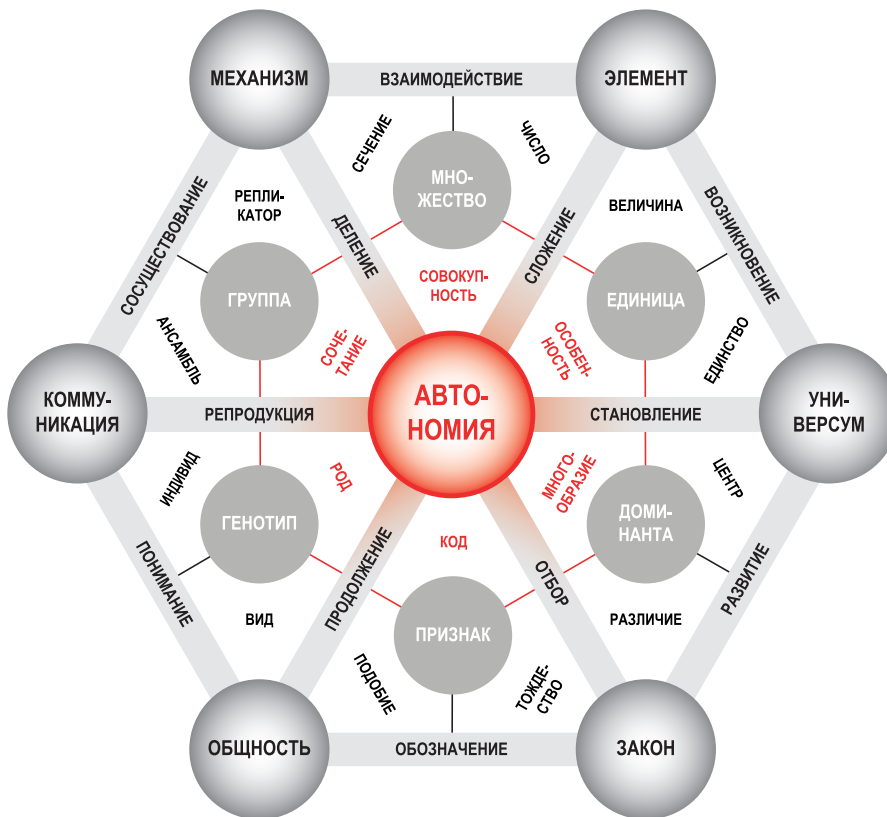 МЕХАНИЗМ
ВЗАИМОДЕЙСТВИЕ
ЭЛЕМЕНТ
СЕЧЕНИЕ
ЧИСЛО
МНО-
ЖЕСТВО
РЕПЛИ-
КАТОР
ВЕЛИЧИНА
СОСУЩЕСТВОВАНИЕ
ДЕЛЕНИЕ
СЛОЖЕНИЕ
ВОЗНИКНОВЕНИЕ
СОВОКУП-
НОСТЬ
ГРУППА
ЕДИНИЦА
АНСАМБЛЬ
СОЧЕ-
ТАНИЕ
ОСОБЕН-
НОСТЬ
ЕДИНСТВО
КОММУ-
НИКАЦИЯ
РЕПРОДУКЦИЯ
АВТО-
НОМИЯ
СТАНОВЛЕНИЕ
УНИ-
ВЕРСУМ
ИНДИВИД
РОД
МНОГО-
ОБРАЗИЕ
ЦЕНТР
ГЕНОТИП
КОД
ДОМИ-
НАНТА
ПОНИМАНИЕ
ПРОДОЛЖЕНИЕ
ОТБОР
РАЗВИТИЕ
ВИД
ПРИЗНАК
РАЗЛИЧИЕ
ПОДОБИЕ
ТОЖДЕ-
СТВО
ОБЩНОСТЬ
ОБОЗНАЧЕНИЕ
ЗАКОН